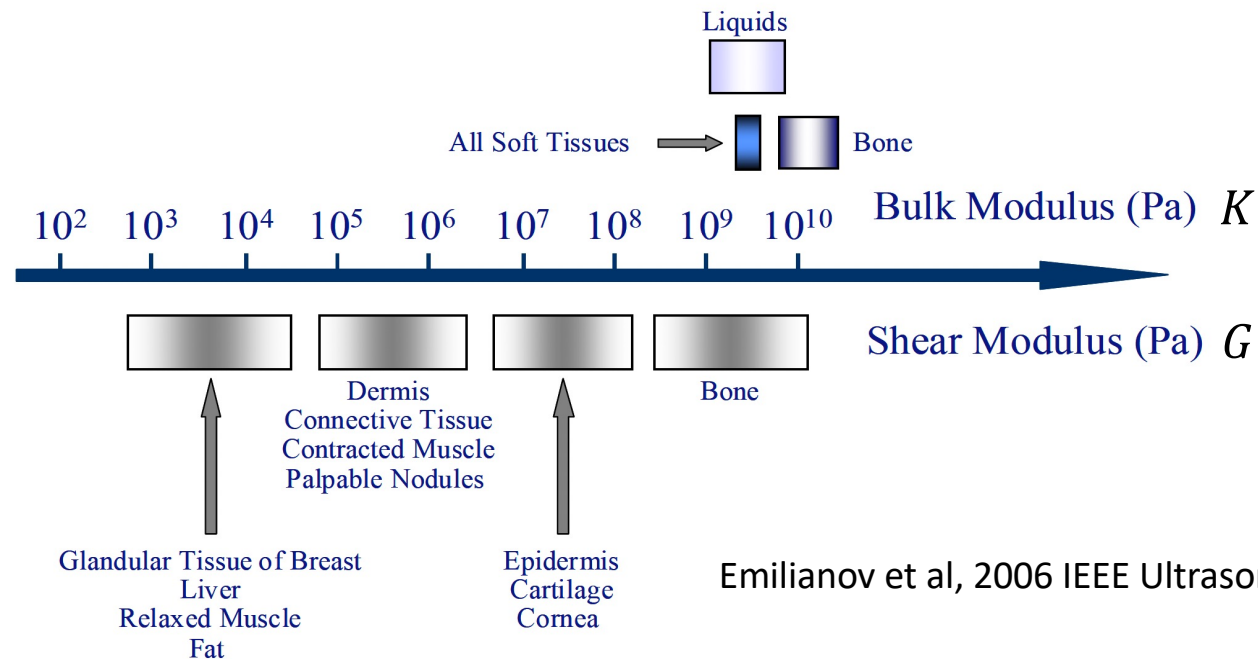 Liquids
All Soft Tissues
Bone
10² 10³ 10⁴ 10⁵ 10⁶ 10⁷ 10⁸ 10⁹ 10¹⁰ Bulk Modulus (Pa) K
Shear Modulus (Pa) G
Dermis
Connective Tissue
Contracted Muscle
Palpable Nodules
Bone
Glandular Tissue of Breast
Liver
Relaxed Muscle
Fat
Epidermis
Cartilage
Cornea
Emilianov et al, 2006 IEEE